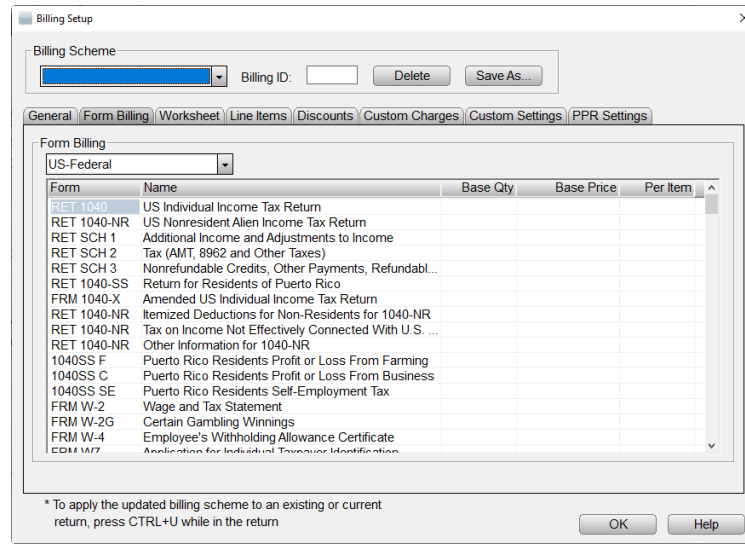 Billing Setup
Billing Scheme
Billing ID: Delete Save As...
General Form Billing Worksheet Line Items Discounts Custom Charges Custom Settings PPR Settings
Form Billing
US-Federal
Form Name Base Qty Base Price Per Item
RET 1040 US Individual Income Tax Return
RET 1040-NR US Nonresident Alien Income Tax Return
RET SCH 1 Additional Income and Adjustments to Income
RET SCH 2 Tax (AMT, 8962 and Other Taxes)
RET SCH 3 Nonrefundable Credits, Other Payments, Refundabl...
RET 1040-SS Return for Residents of Puerto Rico
FRM 1040-X Amended US Individual Income Tax Return
RET 1040-NR Itemized Deductions for Non-Residents for 1040-NR
RET 1040-NR Tax on Income Not Effectively Connected With U.S. ...
RET 1040-NR Other Information for 1040-NR
1040SS F Puerto Rico Residents Profit or Loss From Farming
1040SS C Puerto Rico Residents Profit or Loss From Business
1040SS SE Puerto Rico Residents Self-Employment Tax
FRM W-2 Wage and Tax Statement
FRM W-2G Certain Gambling Winnings
FRM W-4 Employee's Withholding Allowance Certificate
FRM W7 Application for Individual Taxpayer Identification
* To apply the updated billing scheme to an existing or current
return, press CTRL+U while in the return
OK Help